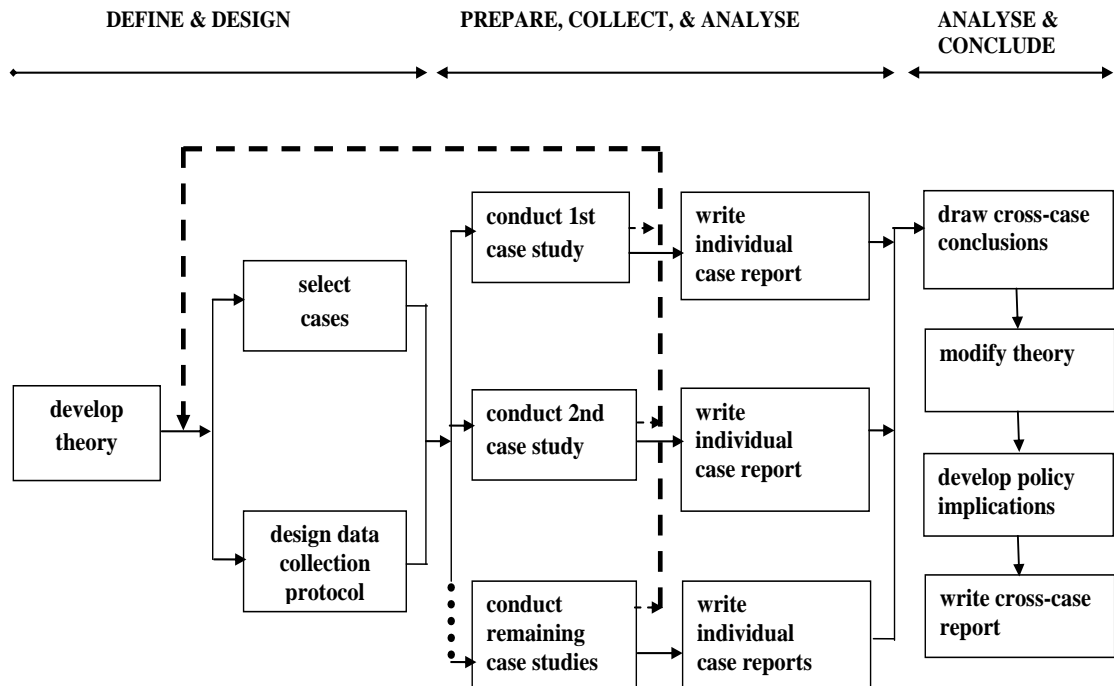 DEFINE & DESIGN
PREPARE, COLLECT, & ANALYSE
ANALYSE &
CONCLUDE
develop
theory
select
cases
design data
collection
protocol
conduct 1st
case study
write
individual
case report
conduct 2nd
case study
write
individual
case report
conduct
remaining
case studies
write
individual
case reports
draw cross-case
conclusions
modify theory
develop policy
implications
write cross-case
report